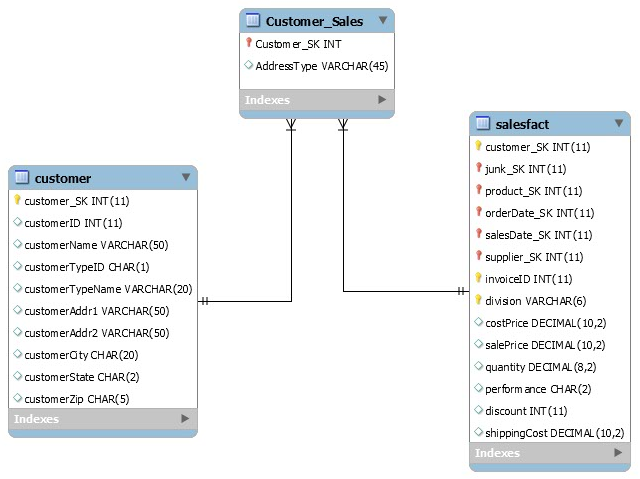 Customer_Sales
Customer_SK INT
AddressType VARCHAR(45)
Indexes
customer
customer_SK INT(11)
customerID INT(11)
customerName VARCHAR(50)
customerTypeID CHAR(1)
customerTypeName VARCHAR(20)
customerAddr1 VARCHAR(50)
customerAddr2 VARCHAR(50)
customerCity CHAR(20)
customerState CHAR(2)
customerZip CHAR(5)
Indexes
salesfact
customer_SK INT(11)
junk_SK INT(11)
product_SK INT(11)
orderDate_SK INT(11)
salesDate_SK INT(11)
supplier_SK INT(11)
invoiceID INT(11)
division VARCHAR(6)
costPrice DECIMAL(10,2)
salePrice DECIMAL(10,2)
quantity DECIMAL(8,2)
performance CHAR(2)
discount INT(11)
shippingCost DECIMAL(10,2)
Indexes